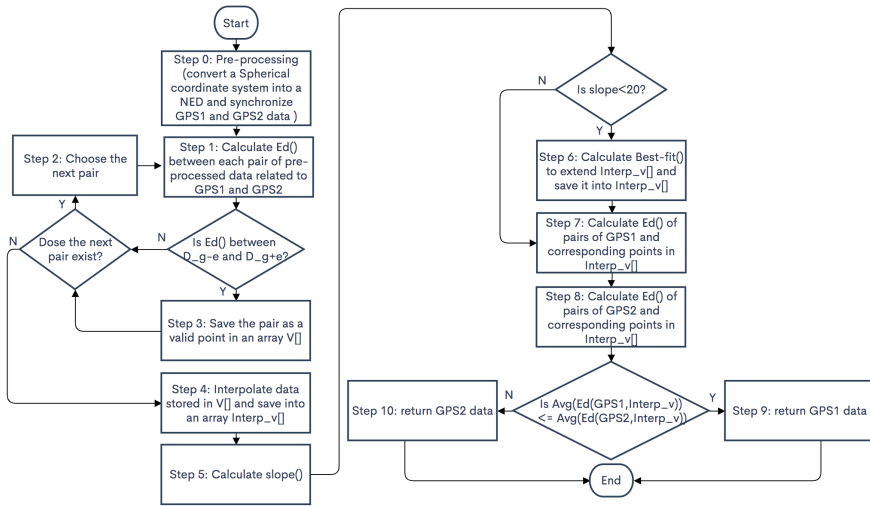 Start
Step 0: Pre-processing
(convert a Spherical
coordinate system into a
NED and synchronize
GPS1 and GPS2 data )
Step 1: Calculate Ed()
between each pair of pre-
processed data related to
GPS1 and GPS2
Step 2: Choose the
next pair
Y
N
Dose the next
pair exist?
N
Is Ed() between
D_g-e and D_g+e?
Y
Step 3: Save the pair as a
valid point in an array V[]
Step 4: Interpolate data
stored in V[] and save into
an array Interp_v[]
Step 5: Calculate slope()
N
Is slope<20?
Y
Step 6: Calculate Best-fit()
to extend Interp_v[] and
save it into Interp_v[]
Step 7: Calculate Ed() of
pairs of GPS1 and
corresponding points in
Interp_v[]
Step 8: Calculate Ed() of
pairs of GPS2 and
corresponding points in
Interp_v[]
Step 10: return GPS2 data
N
Is Avg(Ed(GPS1,Interp_v))
<= Avg(Ed(GPS2,Interp_v))
Y
Step 9: return GPS1 data
End